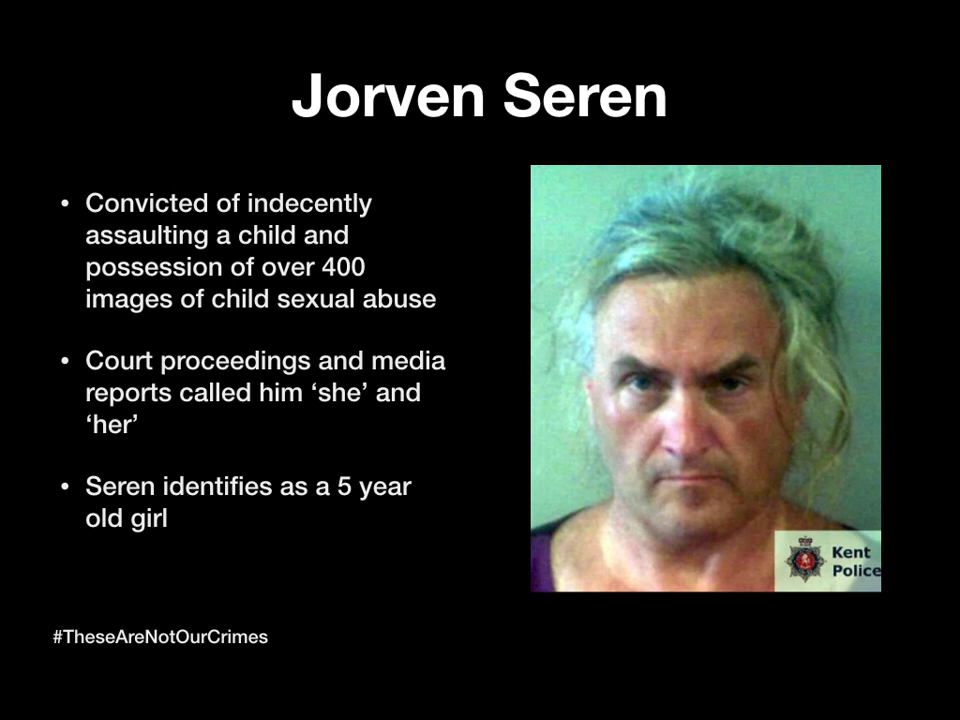 Jorven Seren
• Convicted of indecently
assaulting a child and
possession of over 400
images of child sexual abuse
• Court proceedings and media
reports called him ‘she’ and
‘her’
• Seren identifies as a 5 year
old girl
Kent
Police
#TheseAreNotOurCrimes